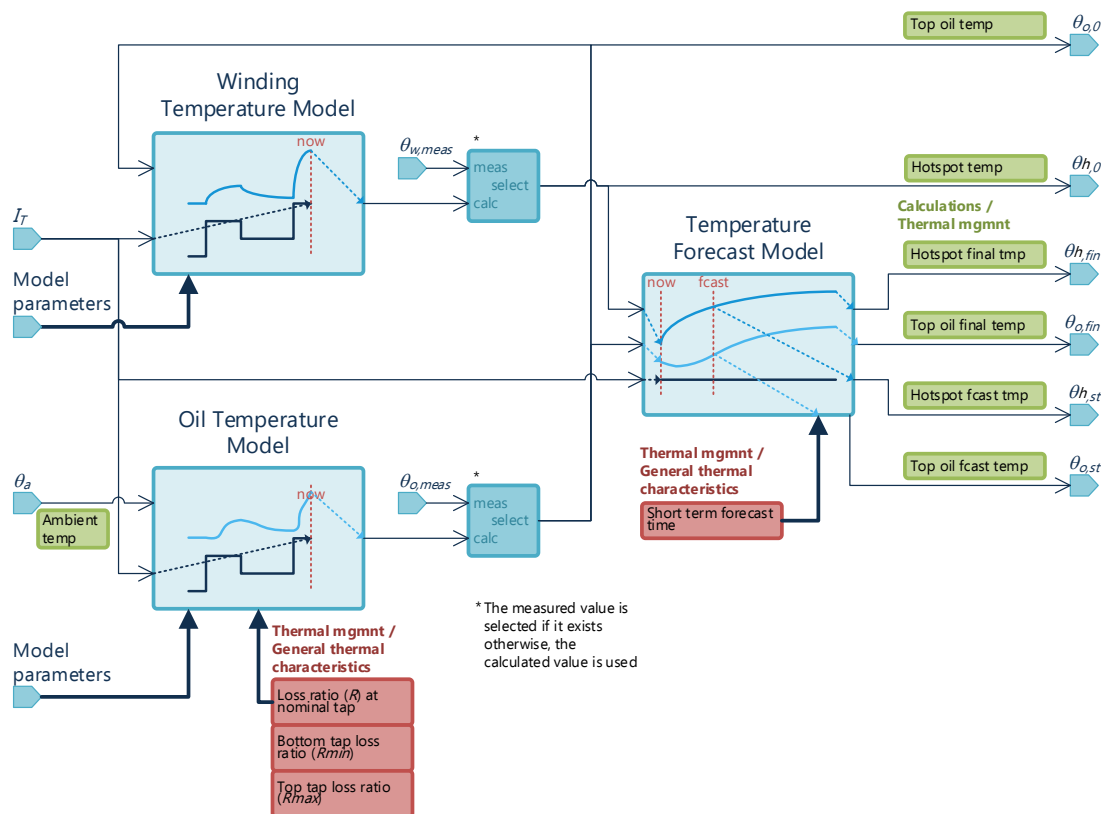 Top oil temp
θo,0
Winding
Temperature Model
now
θw,meas
*
meas
select
calc
Hotspot temp
θh,0
IT
Model
parameters
Temperature
Forecast Model
now
fcast
Calculations /
Thermal mgmnt
Hotspot final tmp
θh,fin
Top oil final temp
θo,fin
Hotspot fcast tmp
θh,st
Top oil fcast temp
θo,st
Oil Temperature
Model
now
θa
Ambient
temp
θo,meas
*
meas
select
calc
Thermal mgmnt /
General thermal
characteristics
Short term forecast
time
* The measured value is
selected if it exists
otherwise, the
calculated value is used
Model
parameters
Thermal mgmnt /
General thermal
characteristics
Loss ratio (R) at
nominal tap
Bottom tap loss
ratio (Rmin)
Top tap loss ratio
(Rmax)